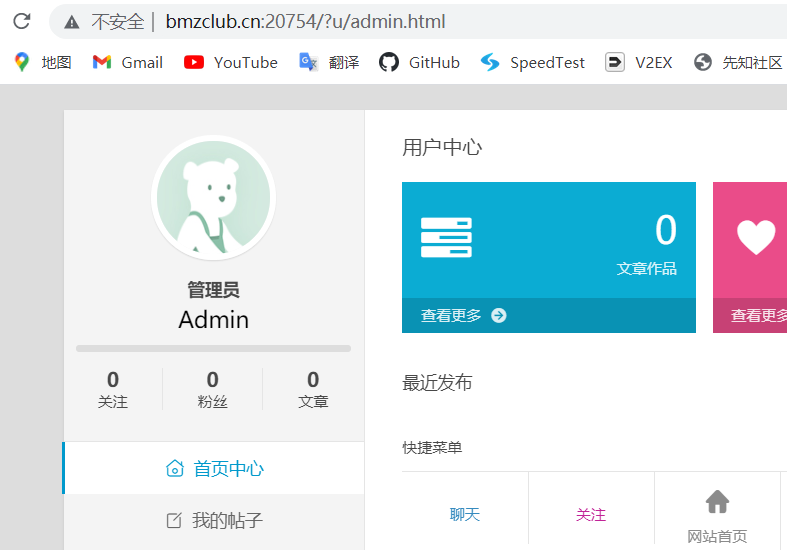 不安全 | bmzclub.cn:20754/?u/admin.html
地图 Gmail YouTube 翻译 GitHub SpeedTest V2EX 先知社区
管理员
Admin
0 0 0
关注 粉丝 文章
首页中心
我的帖子
用户中心
0
文章作品
查看更多 查看更多
最近发布
快捷菜单
聊天 关注 网站首页